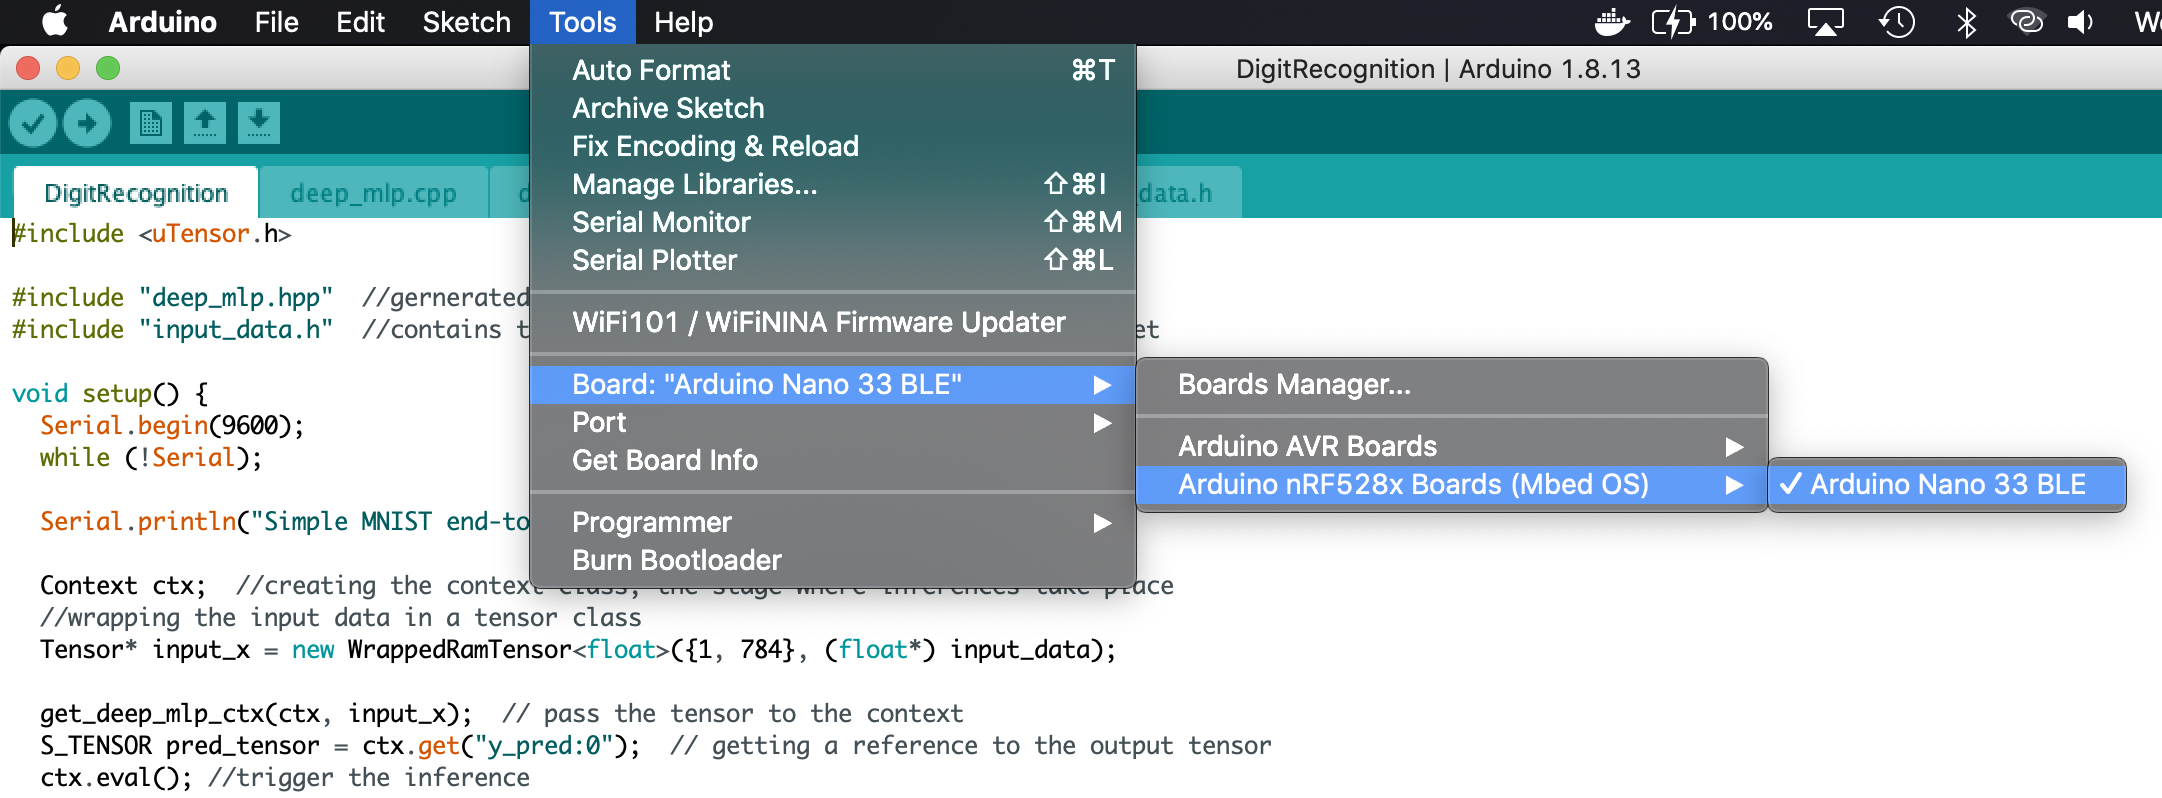 Arduino File Edit Sketch Tools Help 100%
DigitRecognition | Arduino 1.8.13
DigitRecognition deep_mlp.cpp data.h
Auto Format ⌘T
Archive Sketch
Fix Encoding & Reload
Manage Libraries... ⇧⌘I
Serial Monitor ⇧⌘M
Serial Plotter ⇧⌘L
WiFi101 / WiFiNINA Firmware Updater
Board: "Arduino Nano 33 BLE" ▶
Port ▶
Get Board Info
Programmer ▶
Burn Bootloader
Boards Manager...
Arduino AVR Boards ▶
Arduino nRF528x Boards (Mbed OS) ▶
✓ Arduino Nano 33 BLE
#include <uTensor.h>
#include "deep_mlp.hpp" //gernerated
#include "input_data.h" //contains
void setup() {
Serial.begin(9600);
while (!Serial);
Serial.println("Simple MNIST end-to
Context ctx; //creating the context class, the stage where inferences take place
//wrapping the input data in a tensor class
Tensor* input_x = new WrappedRamTensor<float>({1, 784}, (float*) input_data);
get_deep_mlp_ctx(ctx, input_x); // pass the tensor to the context
S_TENSOR pred_tensor = ctx.get("y_pred:0"); // getting a reference to the output tensor
ctx.eval(); //trigger the inference